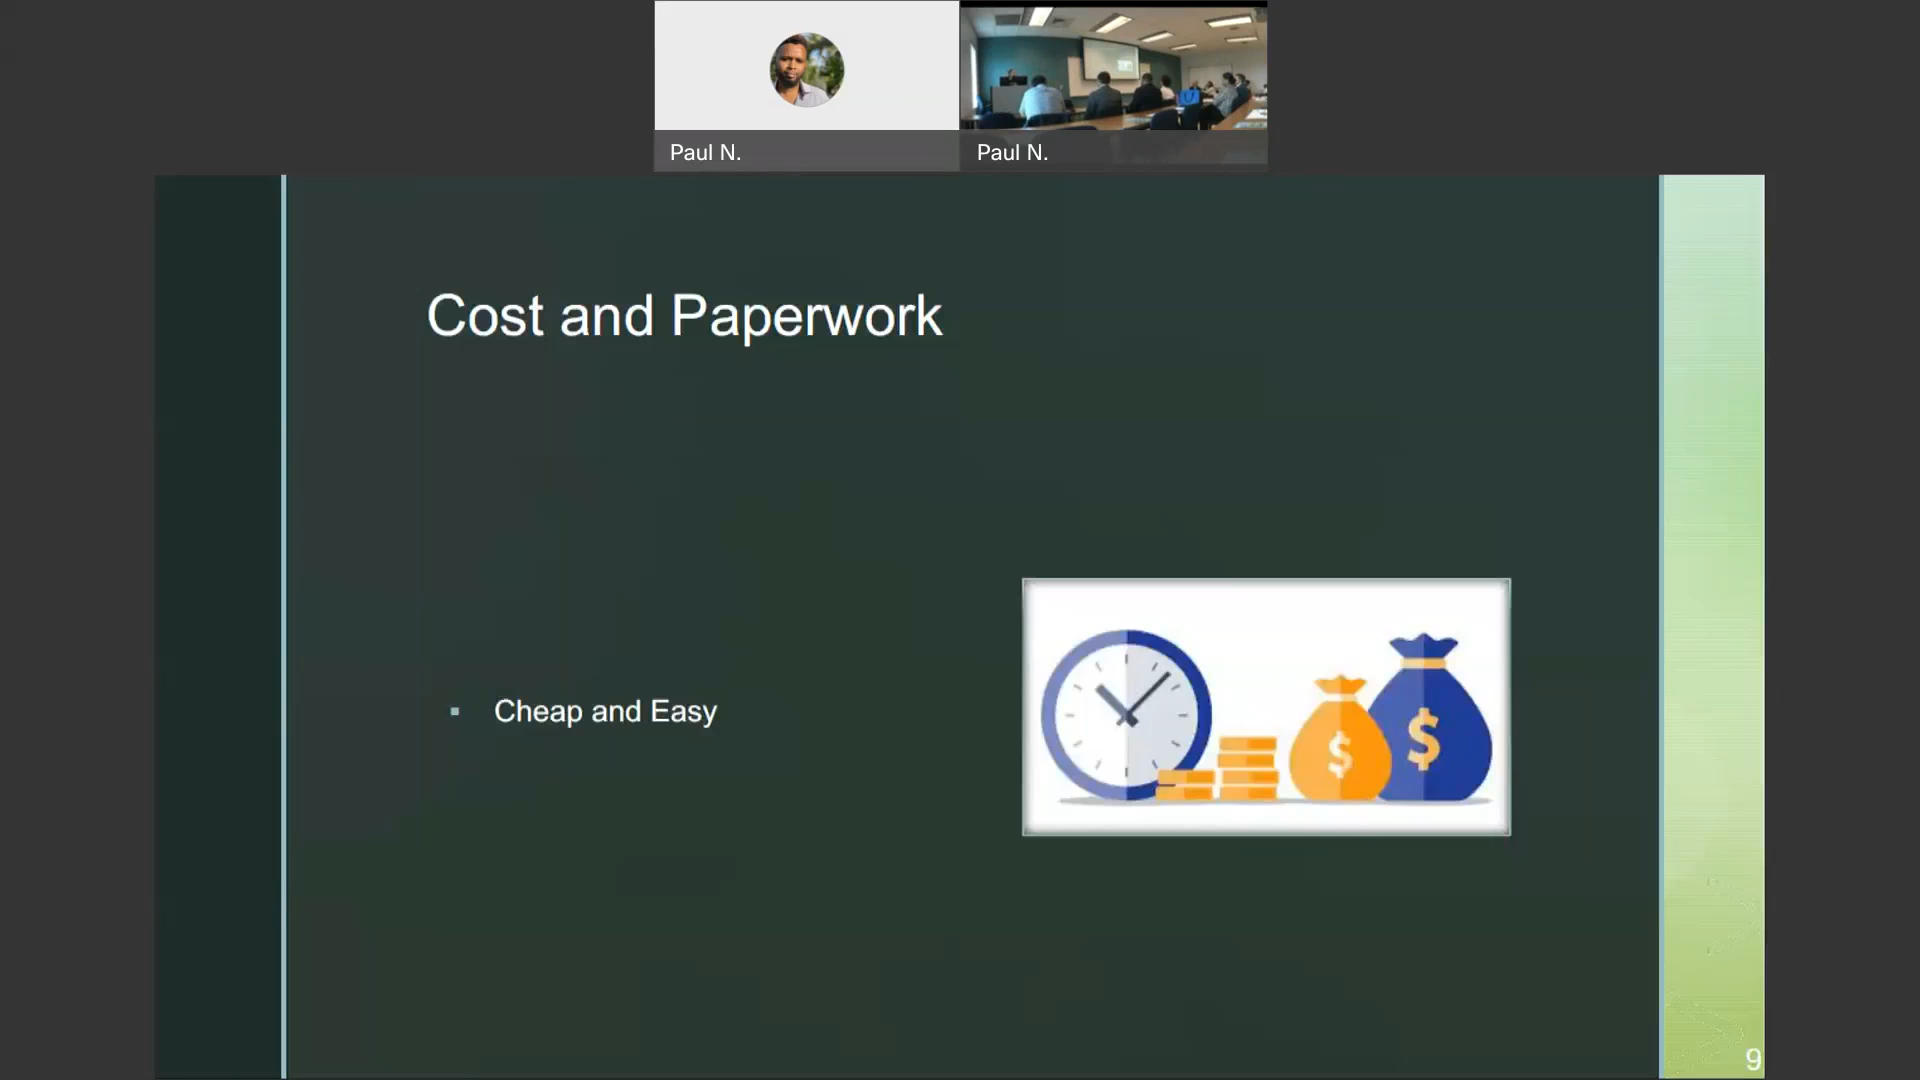 Paul N.
Paul N.
Cost and Paperwork
▪ Cheap and Easy
$
$
9